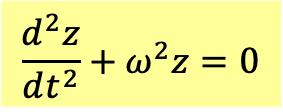 d²z/dt² + ω²z = 0